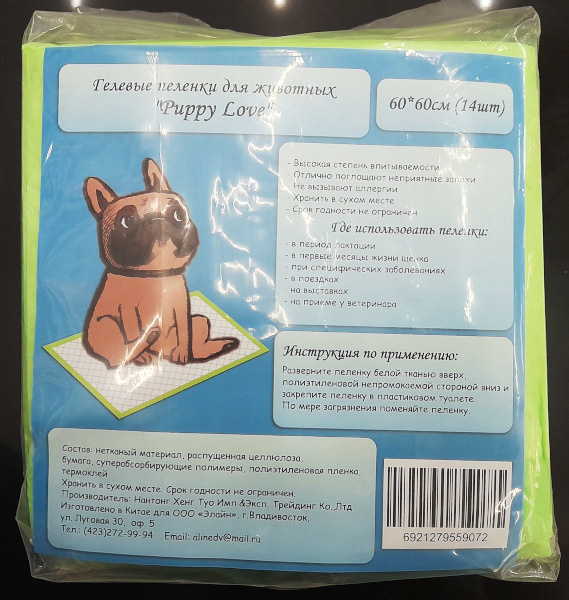 Гелевые пеленки для животных
"Puppy Love"
60*60см (14шт)
- Высокая степень впитываемости
- Отлично поглощают неприятные запахи
- Не вызывают аллергии
- Хранить в сухом месте
- Срок годности не ограничен
Где использовать пеленки:
- в период лактации
- в первые месяцы жизни щенка
- при специфических заболеваниях
- в поездках
- на выставках
- на приеме у ветеринара
Инструкция по применению:
Разверните пеленку белой тканью вверх,
полиэтиленовой непромокаемой стороной вниз и
закрепите пеленку в пластиковом туалете.
По мере загрязнения поменяйте пеленку.
Состав: нетканый материал, распущенная целлюлоза,
бумага, суперабсорбирующие полимеры, полиэтиленовая пленка,
термоклей
Хранить в сухом месте. Срок годности не ограничен.
Производитель: Нантонг Хенг Туо Имп.&Эксп. Трейдинг Ко.,Лтд
Изготовлено в Китае для ООО «Элайн», г.Владивосток,
ул. Луговая 30, оф. 5
Тел.: (423)272-99-94 Email: alinedv@mail.ru
6921279559072